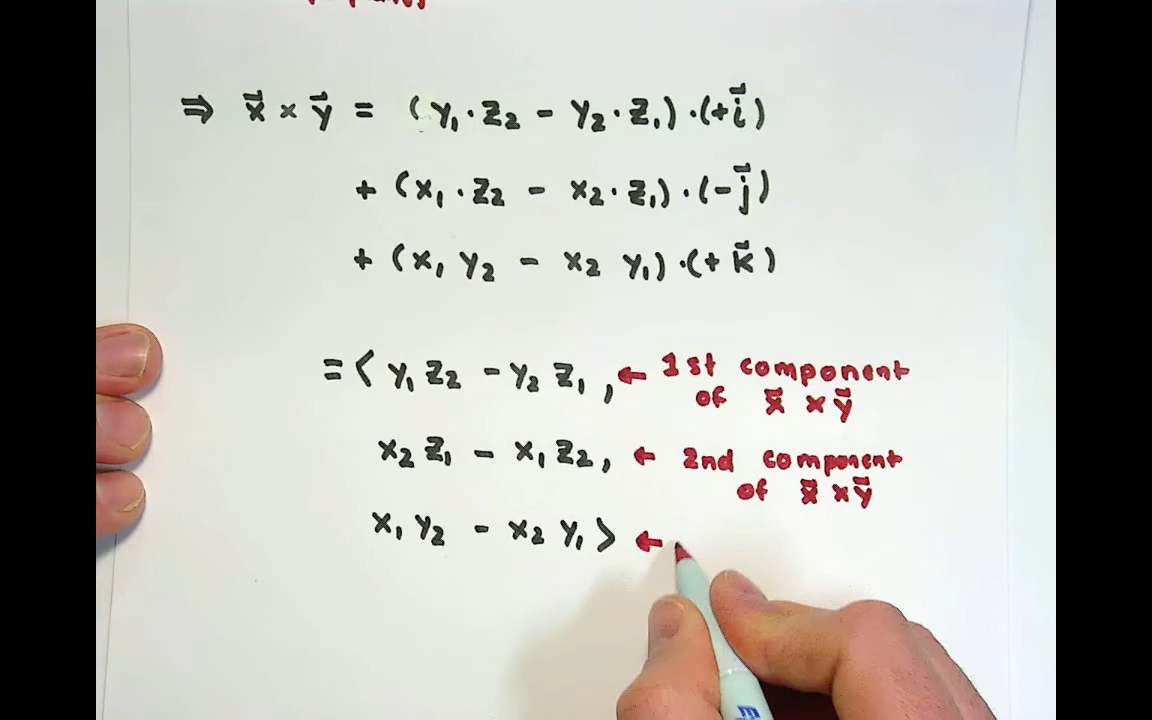 ⇒ x⃗ × y⃗ = (y₁·z₂ - y₂·z₁)·(+i⃗)
+ (x₁·z₂ - x₂·z₁)·(-j⃗)
+ (x₁ y₂ - x₂ y₁)·(+k⃗)
=< y₁ z₂ - y₂ z₁, ← 1st component
of x⃗ × y⃗
x₂ z₁ - x₁ z₂, ← 2nd component
of x⃗ × y⃗
x₁ y₂ - x₂ y₁> ←